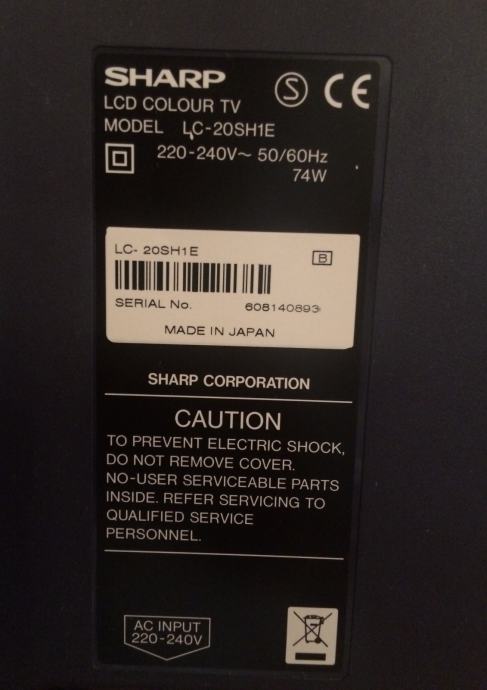 SHARP
S CE
LCD COLOUR TV
MODEL LC-20SH1E
220-240V~ 50/60Hz
74W
LC- 20SH1E
B
SERIAL No. 608140893
MADE IN JAPAN
SHARP CORPORATION
CAUTION
TO PREVENT ELECTRIC SHOCK,
DO NOT REMOVE COVER.
NO-USER SERVICEABLE PARTS
INSIDE. REFER SERVICING TO
QUALIFIED SERVICE
PERSONNEL.
AC INPUT
220-240V